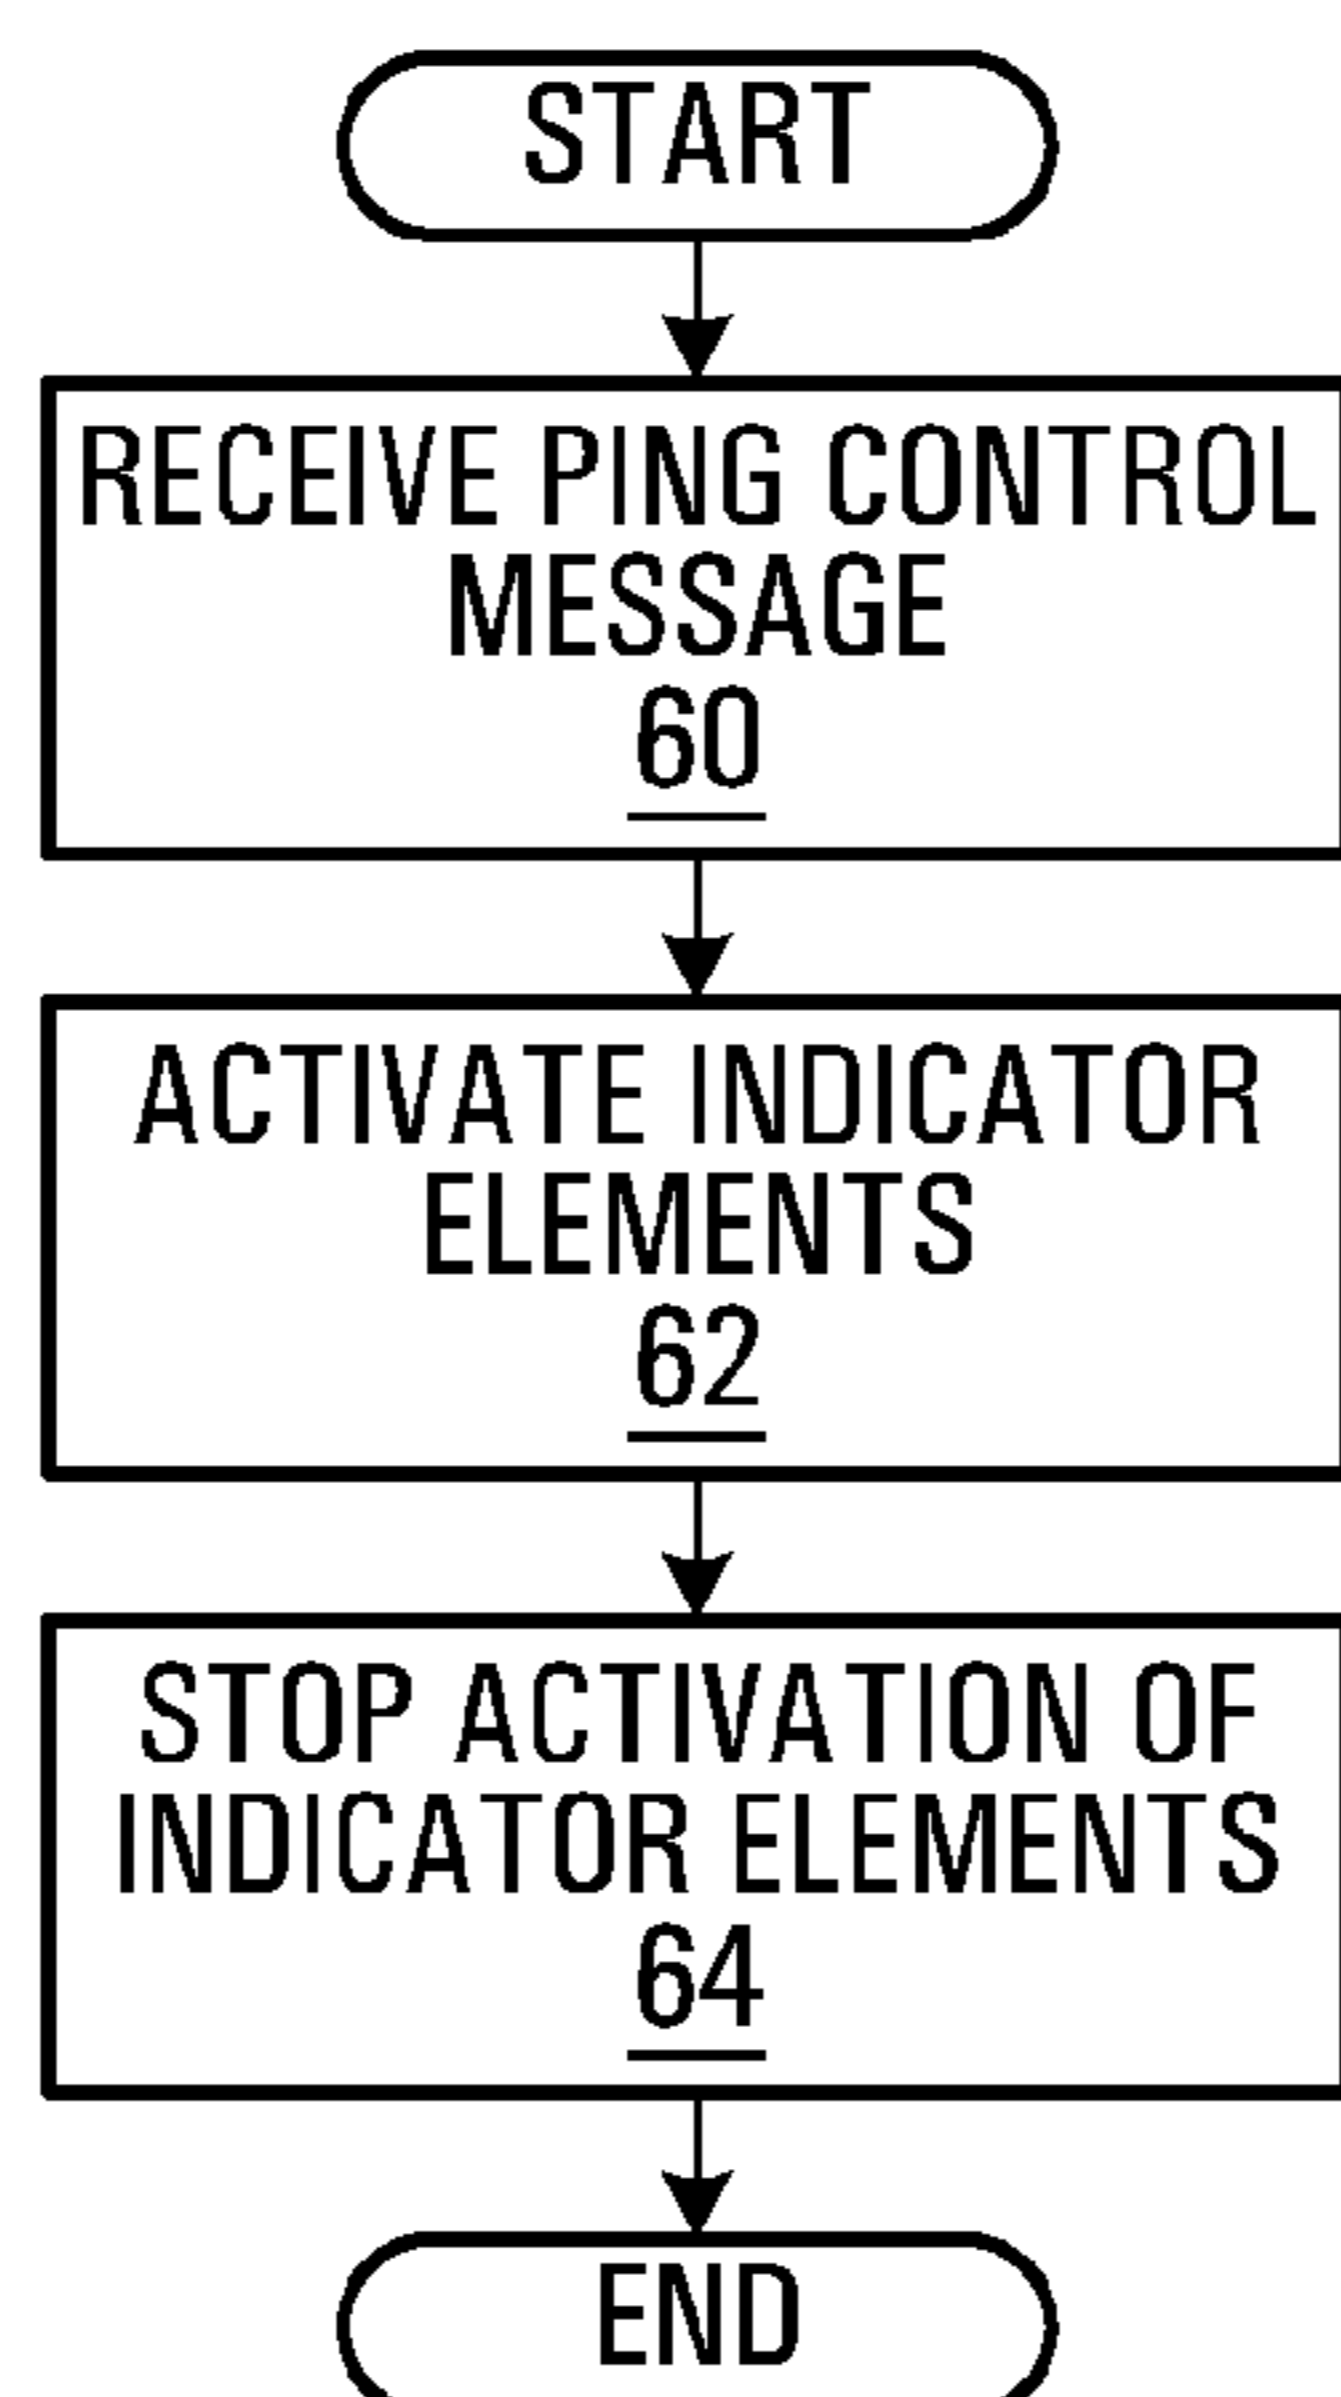 START
RECEIVE PING CONTROL
MESSAGE
60
ACTIVATE INDICATOR
ELEMENTS
62
STOP ACTIVATION OF
INDICATOR ELEMENTS
64
END